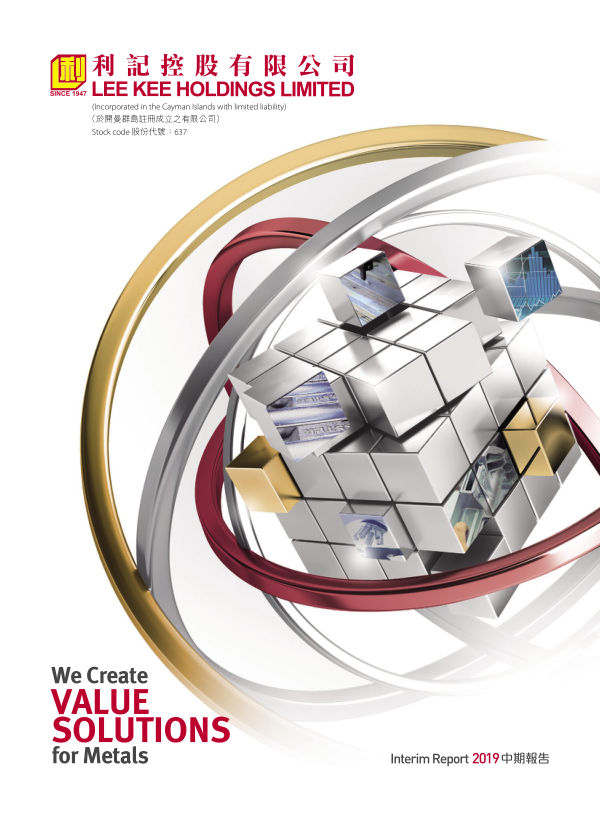 利
SINCE 1947
利記控股有限公司
LEE KEE HOLDINGS LIMITED
(Incorporated in the Cayman Islands with limited liability)
(於開曼群島註冊成立之有限公司)
Stock code 股份代號：637
We Create
VALUE
SOLUTIONS
for Metals
Interim Report 2019 中期報告